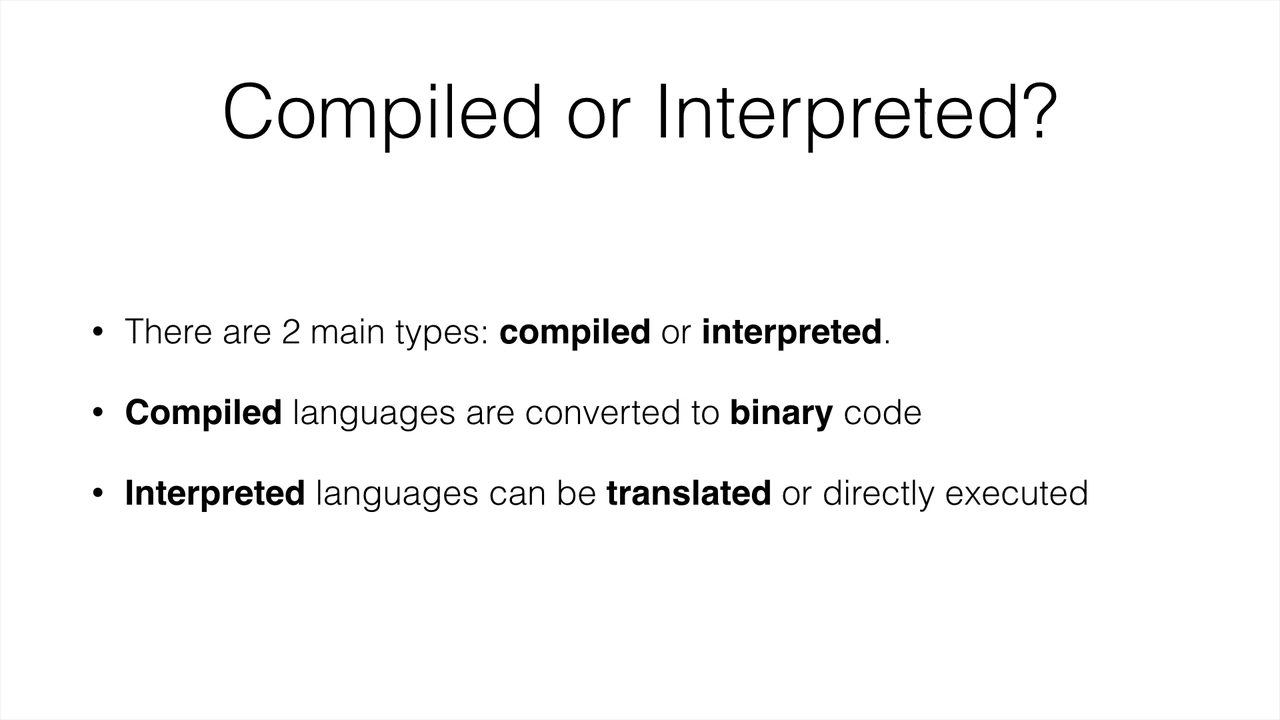 Compiled or Interpreted?
• There are 2 main types: compiled or interpreted.
• Compiled languages are converted to binary code
• Interpreted languages can be translated or directly executed